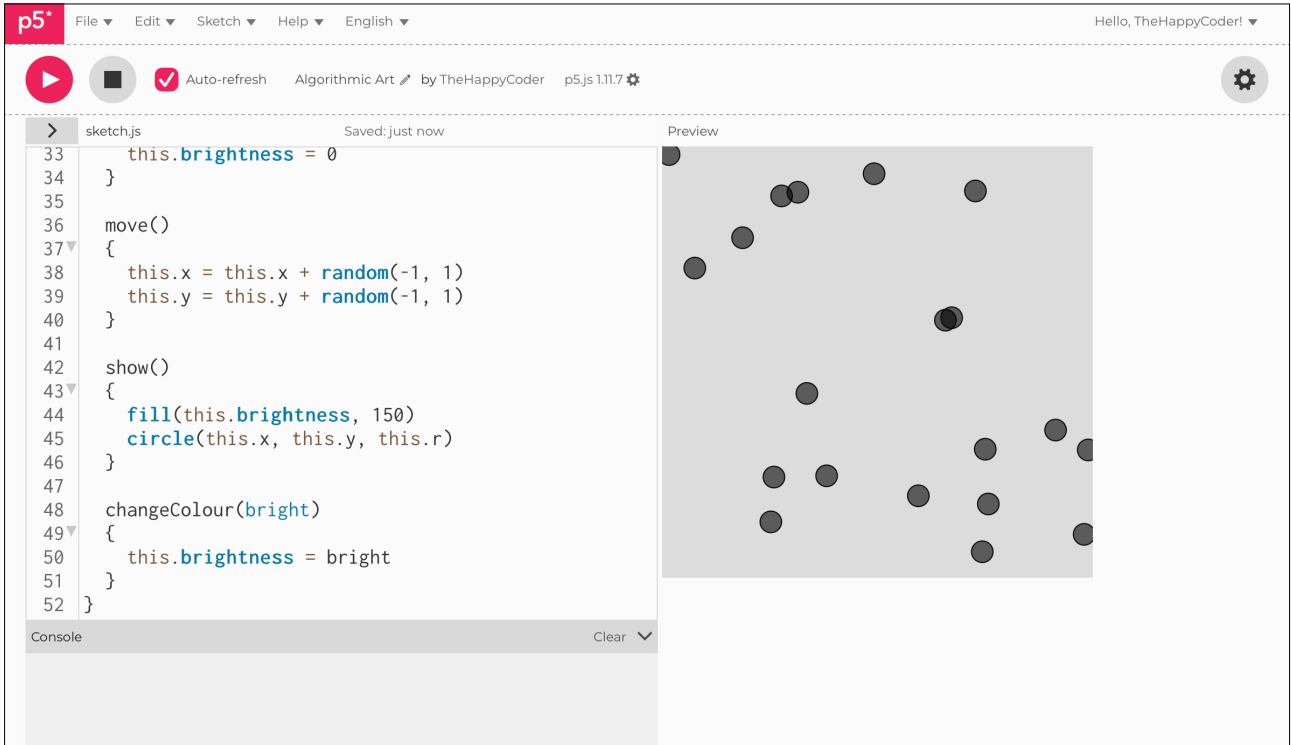 p5* File Edit Sketch Help English Hello, TheHappyCoder!
Auto-refresh Algorithmic Art by TheHappyCoder p5.js 1.11.7
sketch.js Saved: just now Preview
33 this.brightness = 0
34 }
35
36 move()
37 {
38 this.x = this.x + random(-1, 1)
39 this.y = this.y + random(-1, 1)
40 }
41
42 show()
43 {
44 fill(this.brightness, 150)
45 circle(this.x, this.y, this.r)
46 }
47
48 changeColour(bright)
49 {
50 this.brightness = bright
51 }
52 }
Console Clear